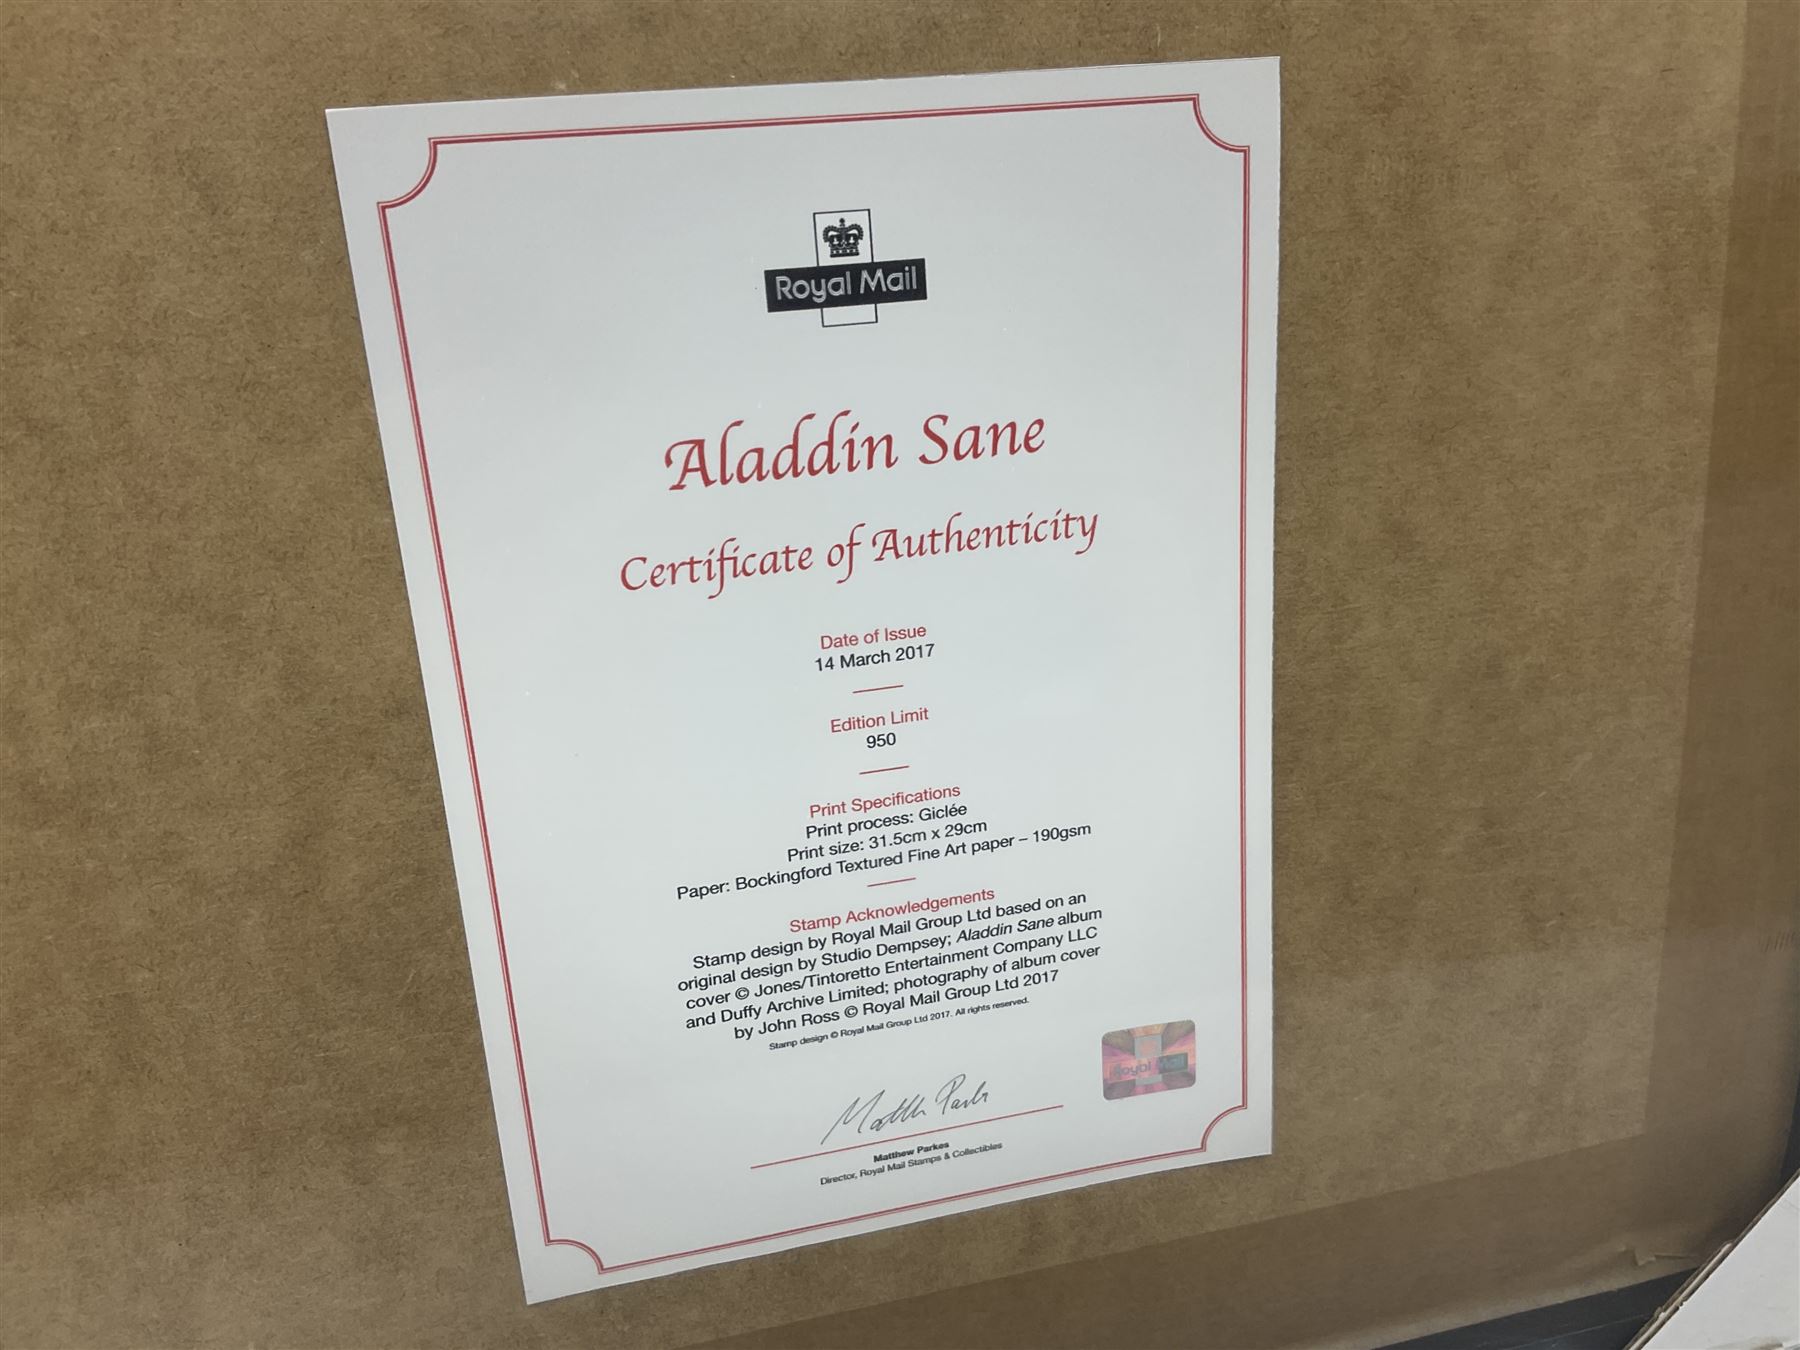 Royal Mail
Aladdin Sane
Certificate of Authenticity
Date of Issue
14 March 2017
Edition Limit
950
Print Specifications
Print process: Giclée
Print size: 31.5cm x 29cm
Paper: Bockingford Textured Fine Art paper – 190gsm
Stamp Acknowledgements
Stamp design by Royal Mail Group Ltd based on an
original design by Studio Dempsey; Aladdin Sane album
cover © Jones/Tintoretto Entertainment Company LLC
and Duffy Archive Limited; photography of album cover
by John Ross © Royal Mail Group Ltd 2017
Stamp design © Royal Mail Group Ltd 2017. All rights reserved.
Royal Mail
Matthew Parkes
Matthew Parkes
Director, Royal Mail Stamps & Collectibles